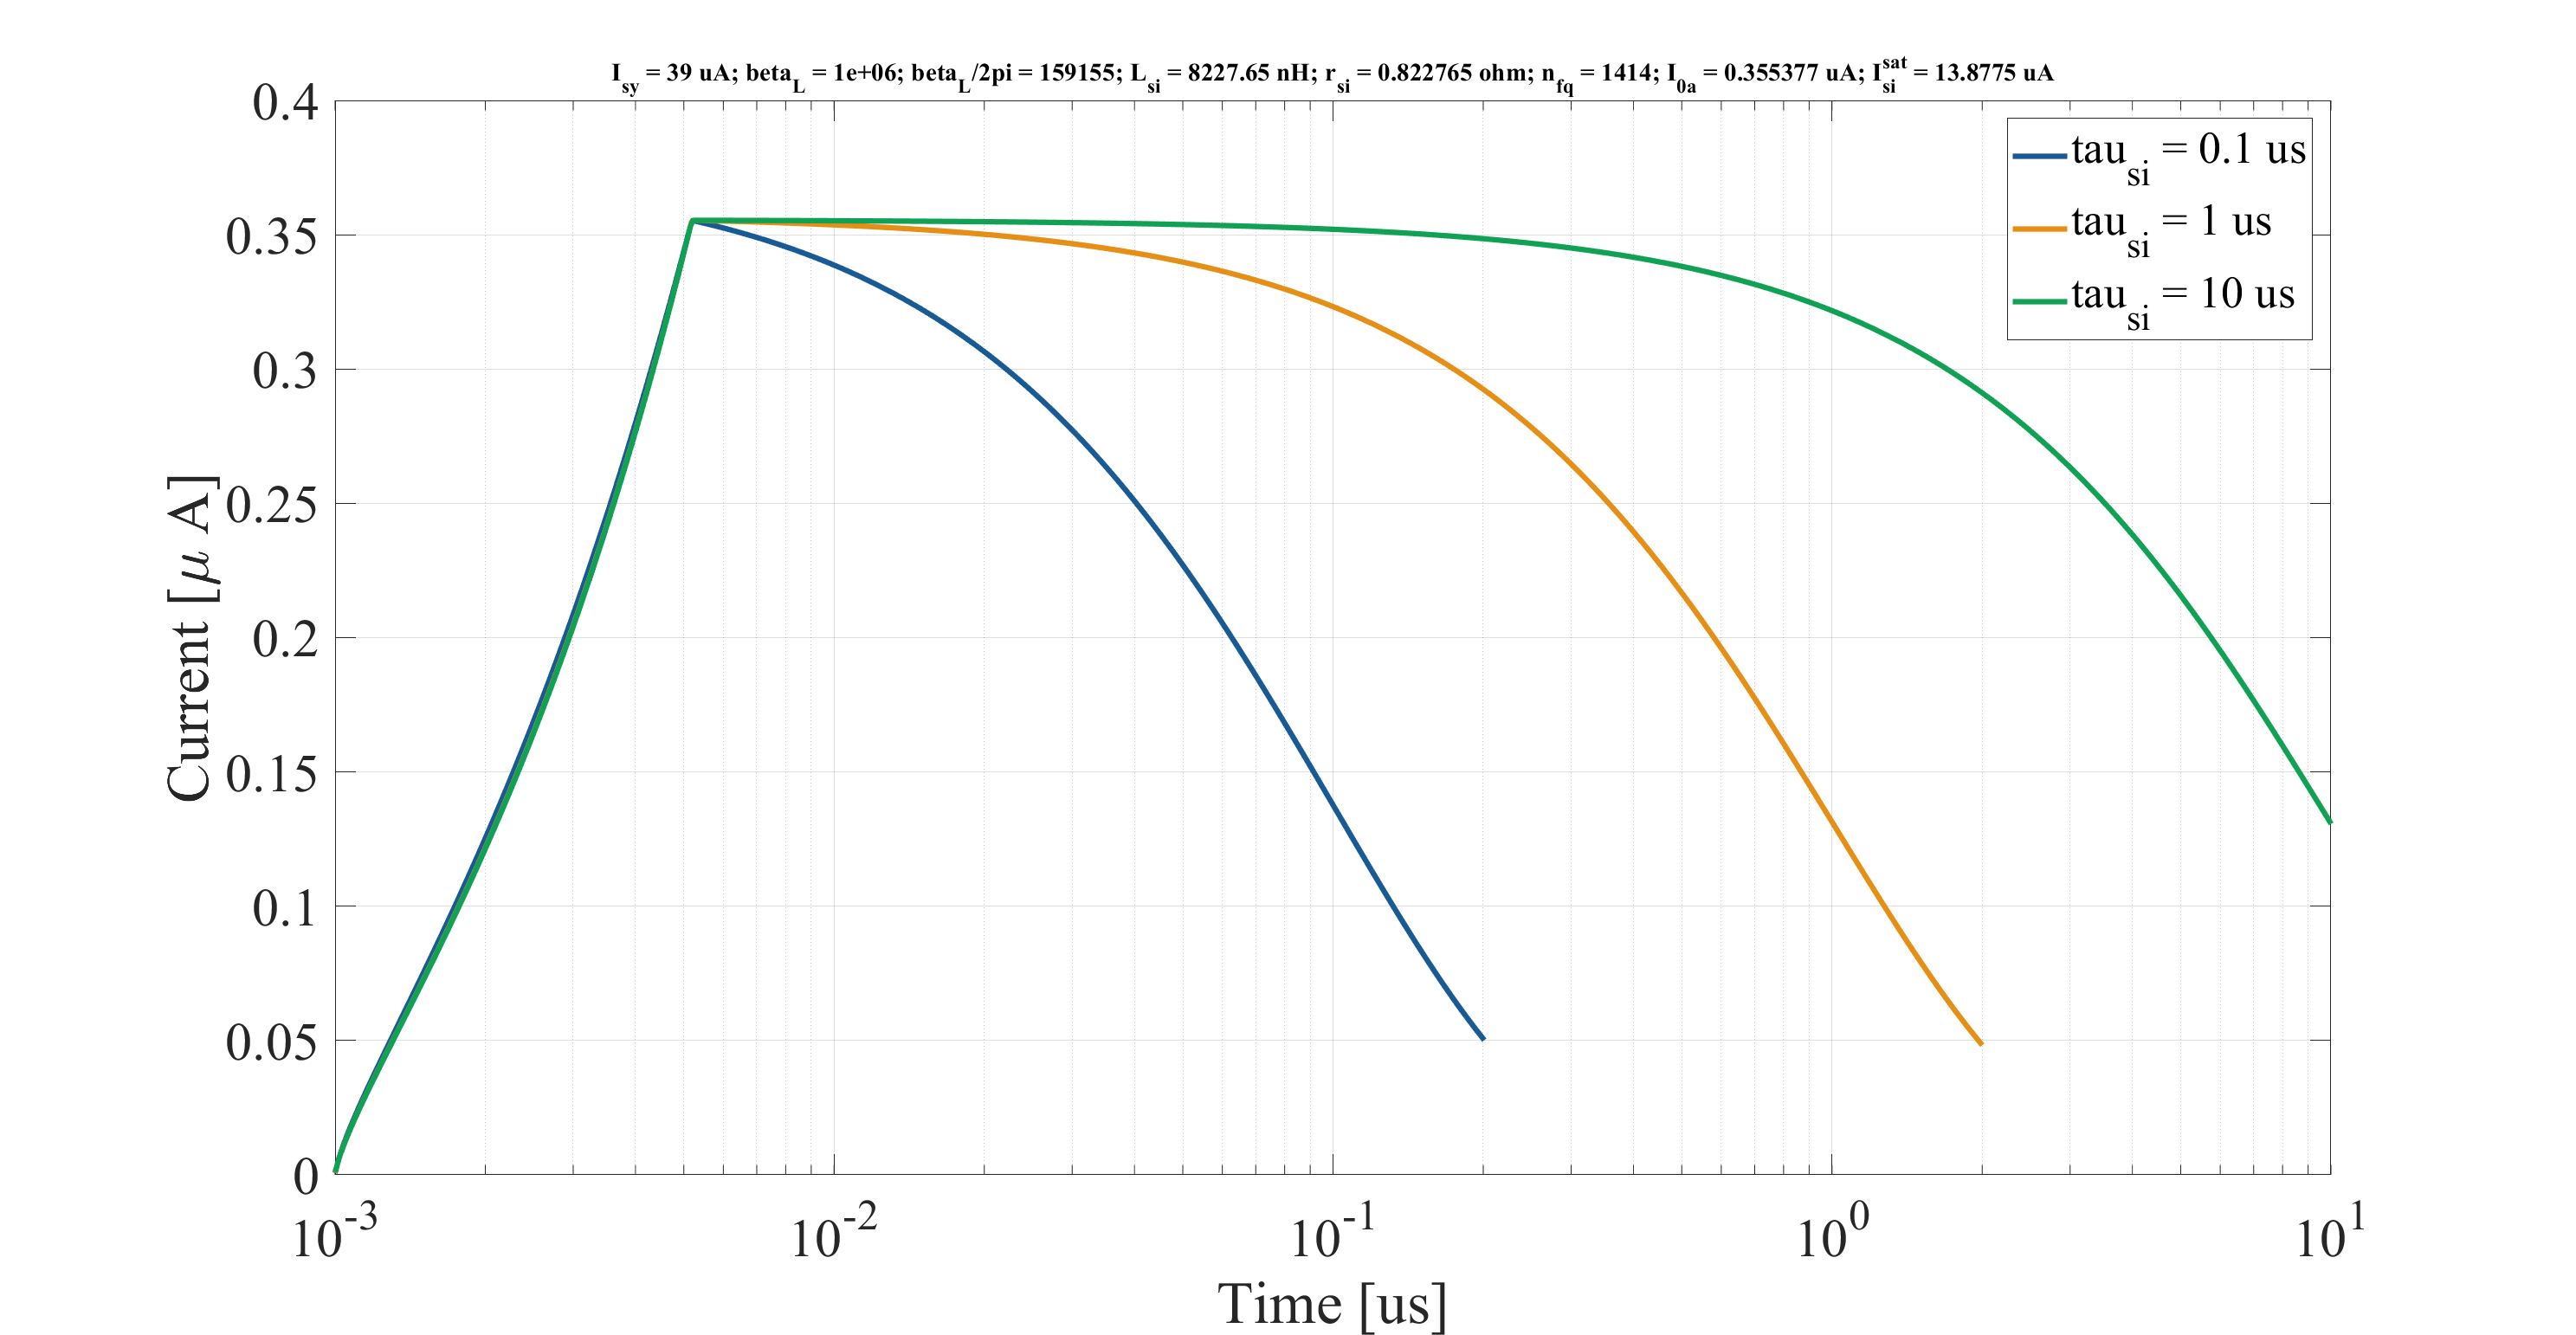 I_sy = 39 uA; beta_L = 1e+06; beta_L/2pi = 159155; L_si = 8227.65 nH; r_si = 0.822765 ohm; n_fq = 1414; I_0a = 0.355377 uA; I_si^sat = 13.8775 uA
0.4
0.35
0.3
0.25
0.2
0.15
0.1
0.05
0
Current [μ A]
tau_si = 0.1 us
tau_si = 1 us
tau_si = 10 us
10^-3 10^-2 10^-1 10^0 10^1
Time [us]